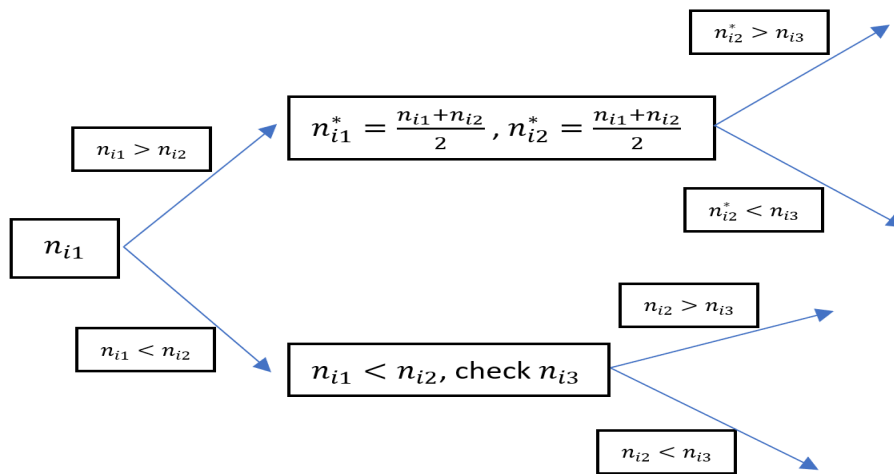 n*i2 > ni3
n*i1 = (ni1+ni2)/2 , n*i2 = (ni1+ni2)/2
ni1 > ni2
n*i2 < ni3
ni1
ni2 > ni3
ni1 < ni2
ni1 < ni2, check ni3
ni2 < ni3